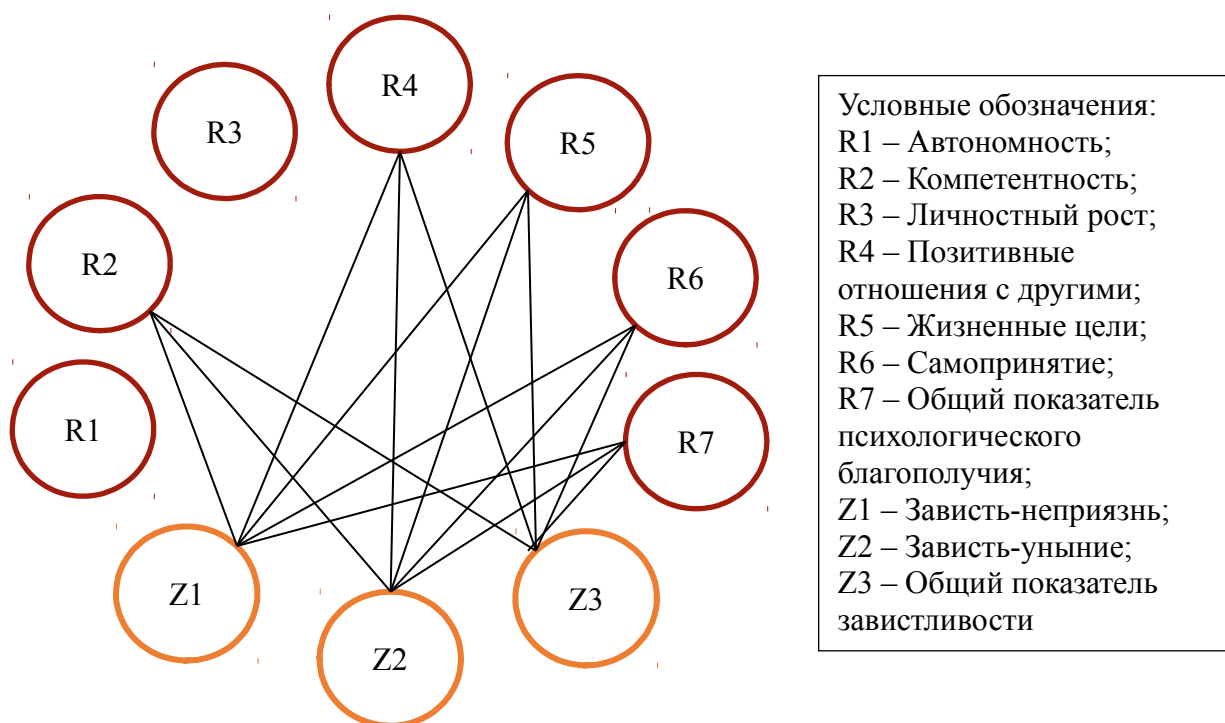 R4
R3
R5
R2
R6
R1
R7
Z1
Z3
Z2
Условные обозначения:
R1 – Автономность;
R2 – Компетентность;
R3 – Личностный рост;
R4 – Позитивные
отношения с другими;
R5 – Жизненные цели;
R6 – Самопринятие;
R7 – Общий показатель
психологического
благополучия;
Z1 – Зависть-неприязнь;
Z2 – Зависть-уныние;
Z3 – Общий показатель
завистливости